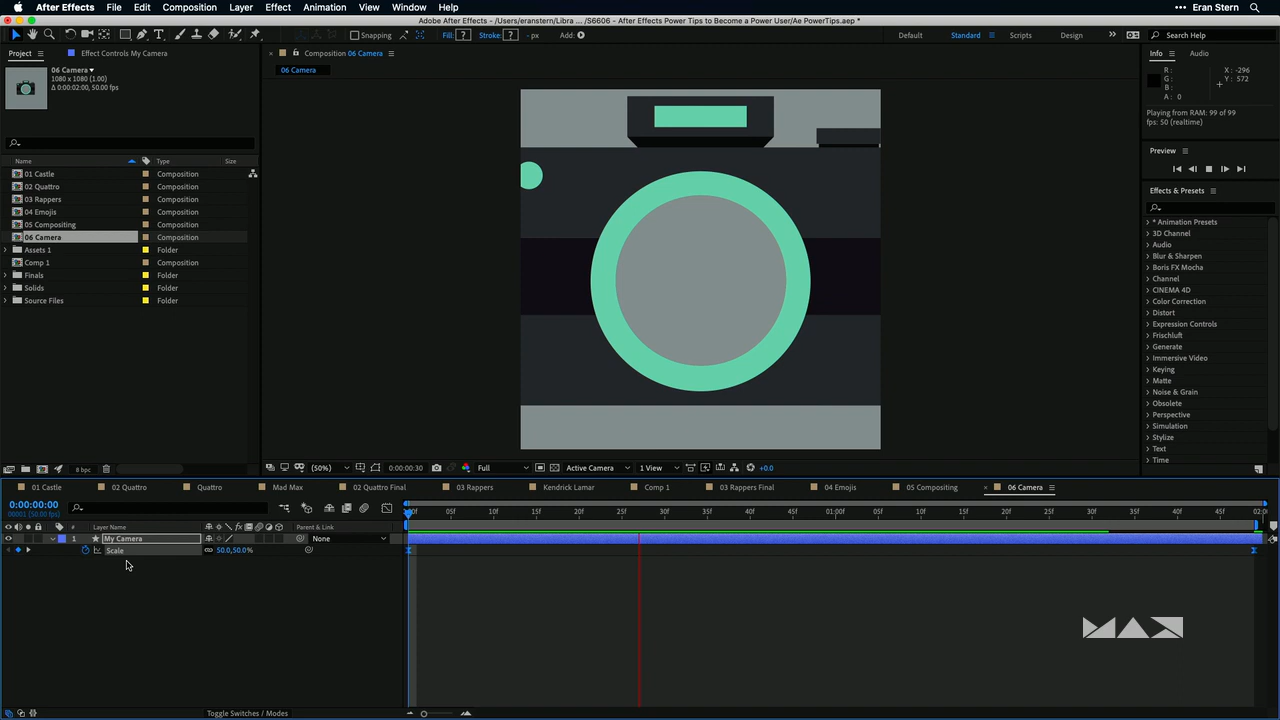 After Effects File Edit Composition Layer Effect Animation View Window Help Eran Stern
Adobe After Effects - /Users/eranstern/Libra ... /S6606 - After Effects Power Tips to Become a Power User/Ae PowerTips.aep *
Snapping Fill: ? Stroke: ? - px Add: Default Standard Scripts Design Search Help
Project Effect Controls My Camera Composition 06 Camera Info Audio
06 Camera
06 Camera
1080 x 1080 (1.00)
Δ 0:00:02:00, 50.00 fps
R: X: -296
G: Y: 572
B:
A: 0
Playing from RAM: 99 of 99
fps: 50 (realtime)
Preview
Name Type Size
01 Castle Composition
02 Quattro Composition
03 Rappers Composition
04 Emojis Composition
05 Compositing Composition
06 Camera Composition
Assets 1 Folder
Comp 1 Composition
Finals Folder
Solids Folder
Source Files Folder
Effects & Presets
* Animation Presets
3D Channel
Audio
Blur & Sharpen
Boris FX Mocha
Channel
CINEMA 4D
Color Correction
Distort
Expression Controls
Frischluft
Generate
Immersive Video
Keying
Matte
Noise & Grain
Obsolete
Perspective
Simulation
Stylize
Text
Time
8 bpc (50%) 0:00:00:30 Full Active Camera 1 View +0.0
01 Castle 02 Quattro Quattro Mad Max 02 Quattro Final 03 Rappers Kendrick Lamar Comp 1 03 Rappers Final 04 Emojis 05 Compositing 06 Camera
0:00:00:00
00001 (50.00 fps)
05f 10f 15f 20f 25f 30f 35f 40f 45f 01:00f 05f 10f 15f 20f 25f 30f 35f 40f 45f
# Layer Name Parent & Link
1 My Camera None
Scale 50.0,50.0%
MAX
Toggle Switches / Modes